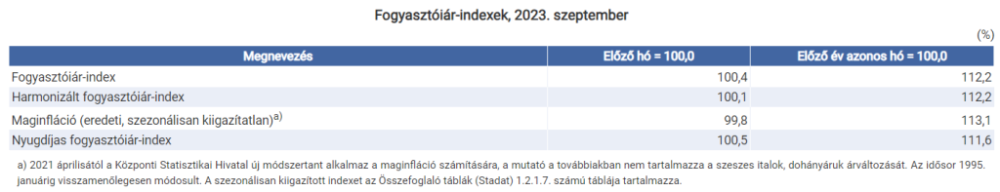 Fogyasztóiár-indexek, 2023. szeptember
(%)
Megnevezés Előző hó = 100,0 Előző év azonos hó = 100,0
Fogyasztóiár-index 100,4 112,2
Harmonizált fogyasztóiár-index 100,1 112,2
Maginfláció (eredeti, szezonálisan kiigazítatlan)a) 99,8 113,1
Nyugdíjas fogyasztóiár-index 100,5 111,6
a) 2021 áprilisától a Központi Statisztikai Hivatal új módszertant alkalmaz a maginfláció számítására, a mutató a továbbiakban nem tartalmazza a szeszes italok, dohányáruk árváltozását. Az idősor 1995.
januárig visszamenőlegesen módosult. A szezonálisan kiigazított indexet az Összefoglaló táblák (Stadat) 1.2.1.7. számú táblája tartalmazza.